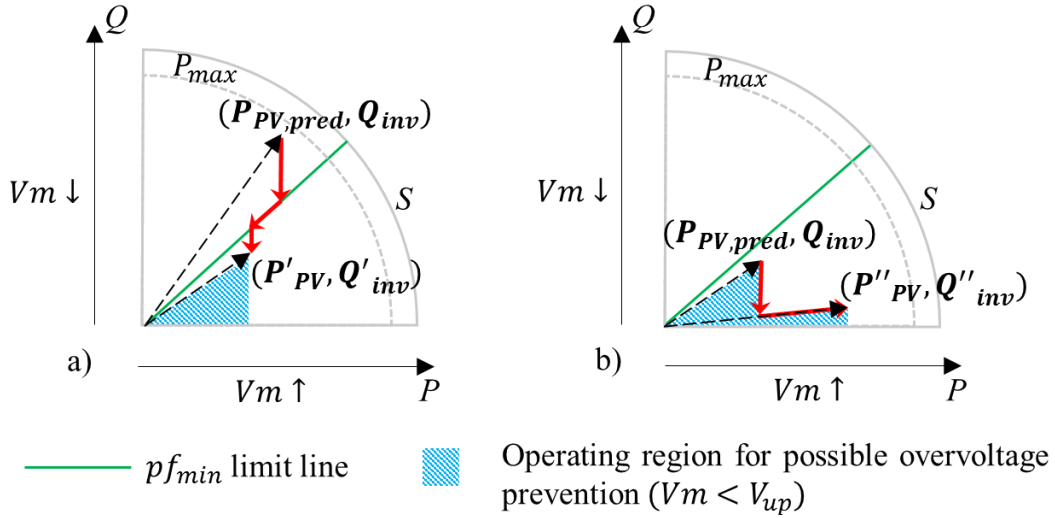 Q
P_max
(P_PV,pred, Q_inv)
Vm ↓
S
(P'_PV, Q'_inv)
a)
Vm ↑
P
Q
P_max
S
Vm ↓
(P_PV,pred, Q_inv)
(P''_PV, Q''_inv)
b)
Vm ↑
P
pf_min limit line
Operating region for possible overvoltage
prevention (Vm < V_up)